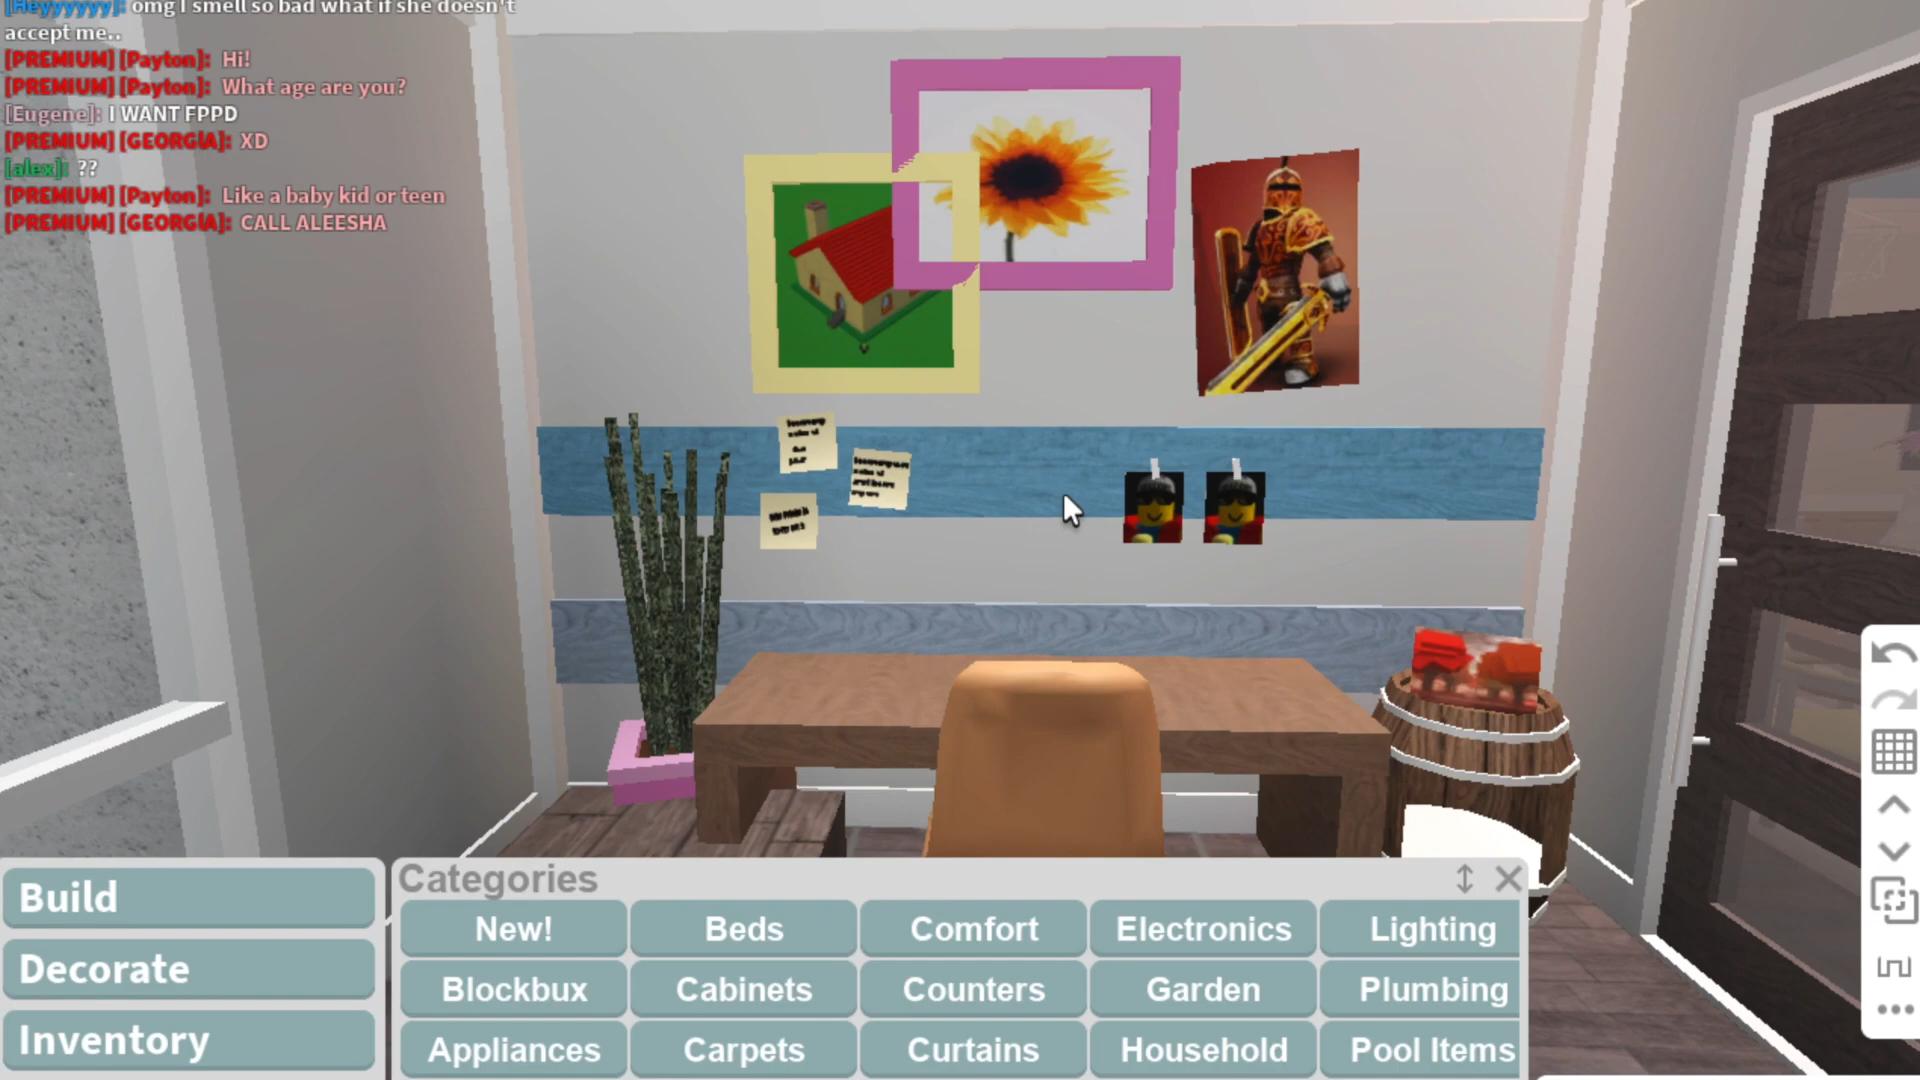 [Heyyyyyy]: omg I smell so bad what if she doesn't
accept me..
[PREMIUM] [Payton]: Hi!
[PREMIUM] [Payton]: What age are you?
[Eugene]: I WANT FPPD
[PREMIUM] [GEORGiA]: XD
[alex]: ??
[PREMIUM] [Payton]: Like a baby kid or teen
[PREMIUM] [GEORGiA]: CALL ALEESHA
Build
Decorate
Inventory
Categories
New! Beds Comfort Electronics Lighting
Blockbux Cabinets Counters Garden Plumbing
Appliances Carpets Curtains Household Pool Items